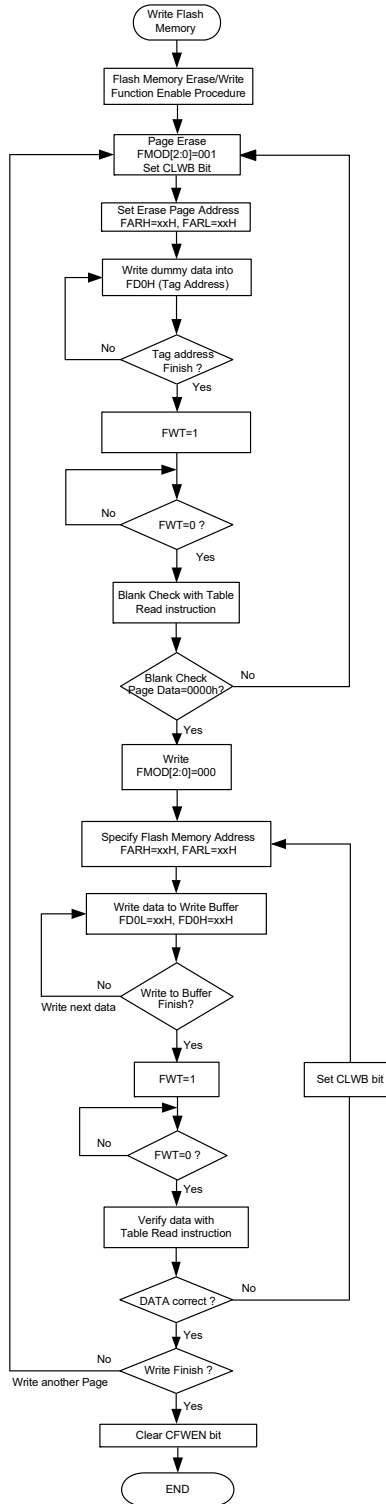 Write Flash
Memory
Flash Memory Erase/Write
Function Enable Procedure
Page Erase
FMOD[2:0]=001
Set CLWB Bit
Set Erase Page Address
FARH=xxH, FARL=xxH
Write dummy data into
FD0H (Tag Address)
No
Tag address
Finish ?
Yes
FWT=1
No
FWT=0 ?
Yes
Blank Check with Table
Read instruction
Blank Check
Page Data=0000h?
No
Yes
Write
FMOD[2:0]=000
Specify Flash Memory Address
FARH=xxH, FARL=xxH
Write data to Write Buffer
FD0L=xxH, FD0H=xxH
No
Write next data
Write to Buffer
Finish?
Yes
FWT=1
Set CLWB bit
No
FWT=0 ?
Yes
Verify data with
Table Read instruction
DATA correct ?
No
Yes
No
Write another Page
Write Finish ?
Yes
Clear CFWEN bit
END